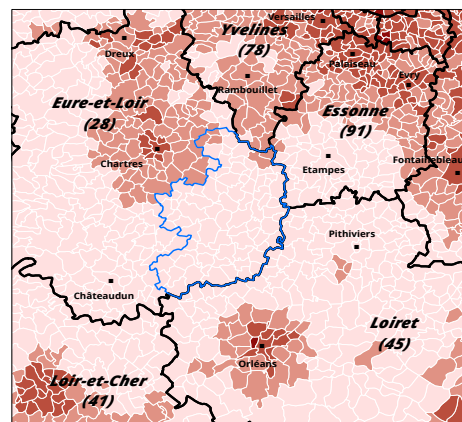 Versailles
Yvelines
(78)
Dreux
Palaiseau
Evry
Rambouillet
Eure-et-Loir
(28)
Essonne
(91)
Chartres
Etampes
Fontainebleau
Pithiviers
Châteaudun
Loiret
(45)
Orléans
Loir-et-Cher
(41)